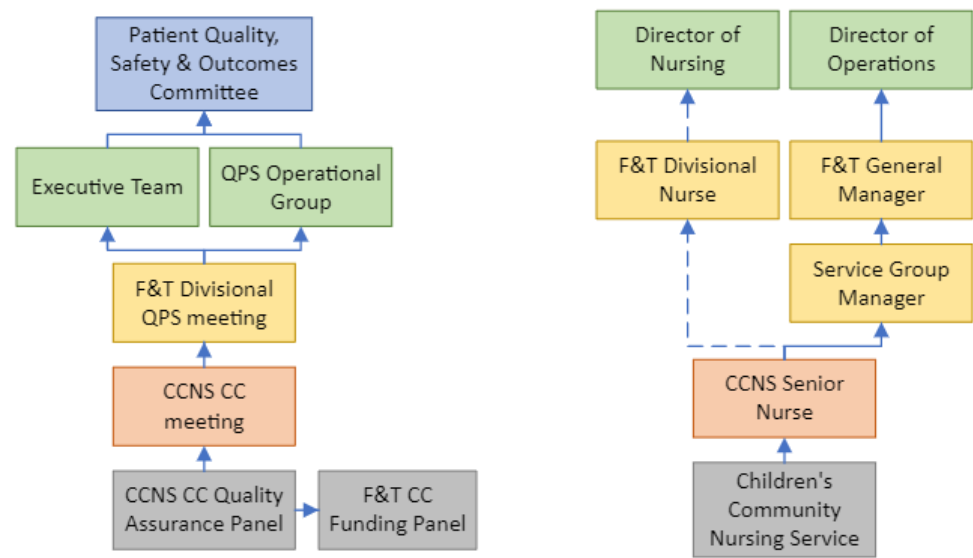 Patient Quality,
Safety & Outcomes
Committee
Executive Team
QPS Operational
Group
F&T Divisional
QPS meeting
CCNS CC
meeting
CCNS CC Quality
Assurance Panel
F&T CC
Funding Panel
Director of
Nursing
Director of
Operations
F&T Divisional
Nurse
F&T General
Manager
Service Group
Manager
CCNS Senior
Nurse
Children's
Community
Nursing Service